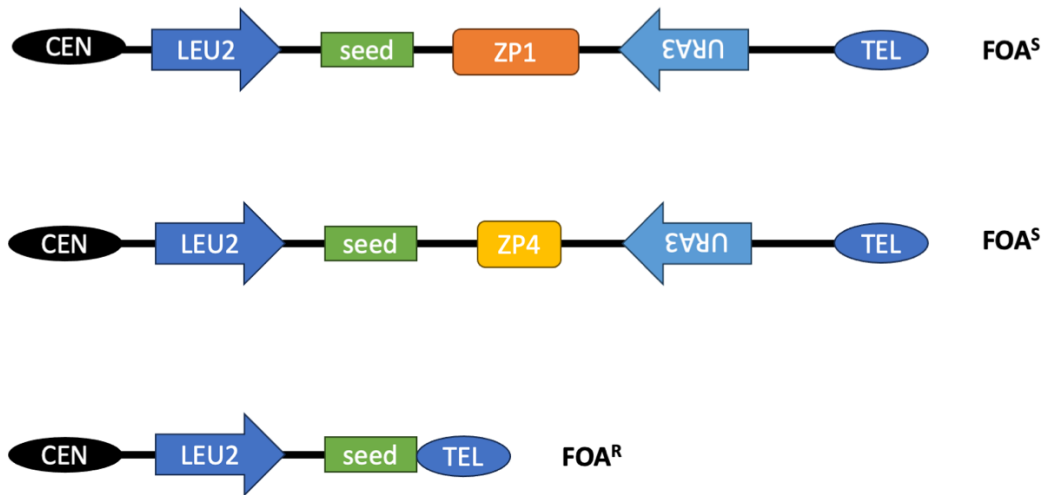 CEN LEU2 seed ZP1 URA3 TEL FOAˢ
CEN LEU2 seed ZP4 URA3 TEL FOAˢ
CEN LEU2 seed TEL FOAᴿ